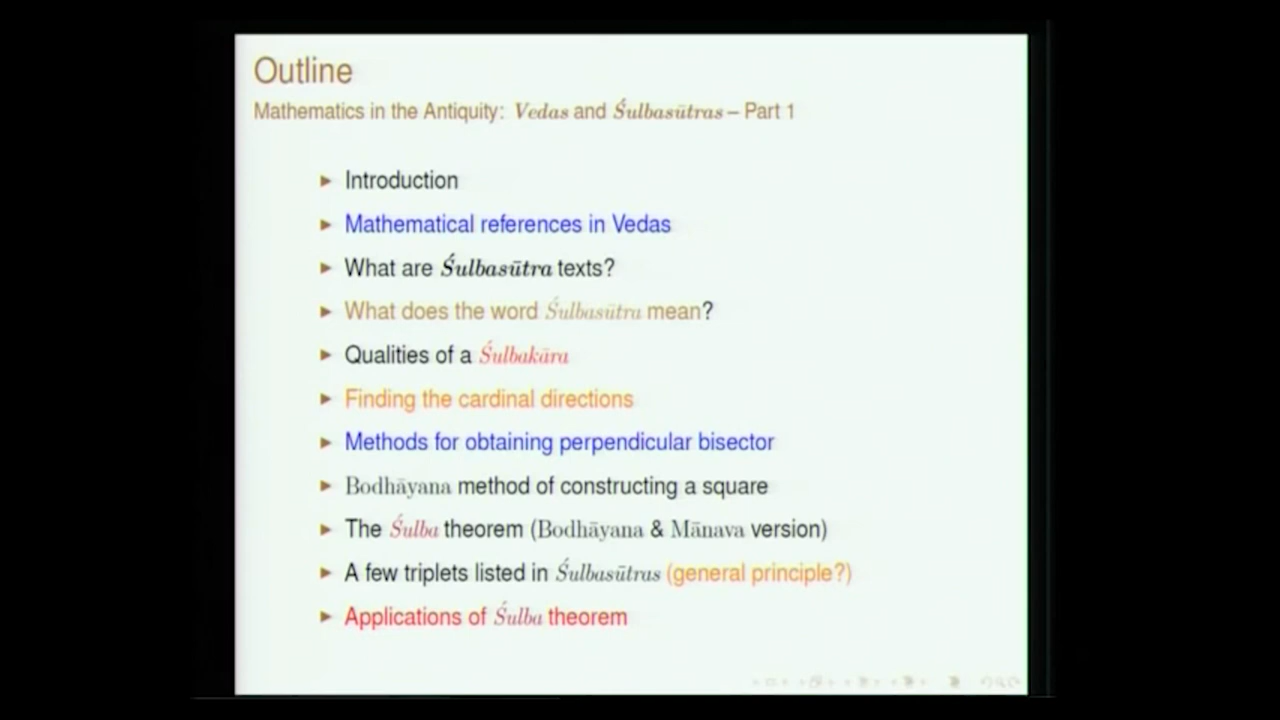 Outline
Mathematics in the Antiquity: Vedas and Śulbasūtras – Part 1
Introduction
Mathematical references in Vedas
What are Śulbasūtra texts?
What does the word Śulbasūtra mean?
Qualities of a Śulbakāra
Finding the cardinal directions
Methods for obtaining perpendicular bisector
Bodhāyana method of constructing a square
The Śulba theorem (Bodhāyana & Mānava version)
A few triplets listed in Śulbasūtras (general principle?)
Applications of Śulba theorem